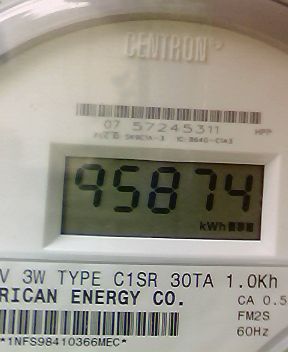 CENTRON®
07 57245311 HPP
95874
kWh
V 3W TYPE C1SR 30TA 1.0Kh
RICAN ENERGY CO. CA 0.5
FM2S
*1NFS98410366MEC* 60Hz